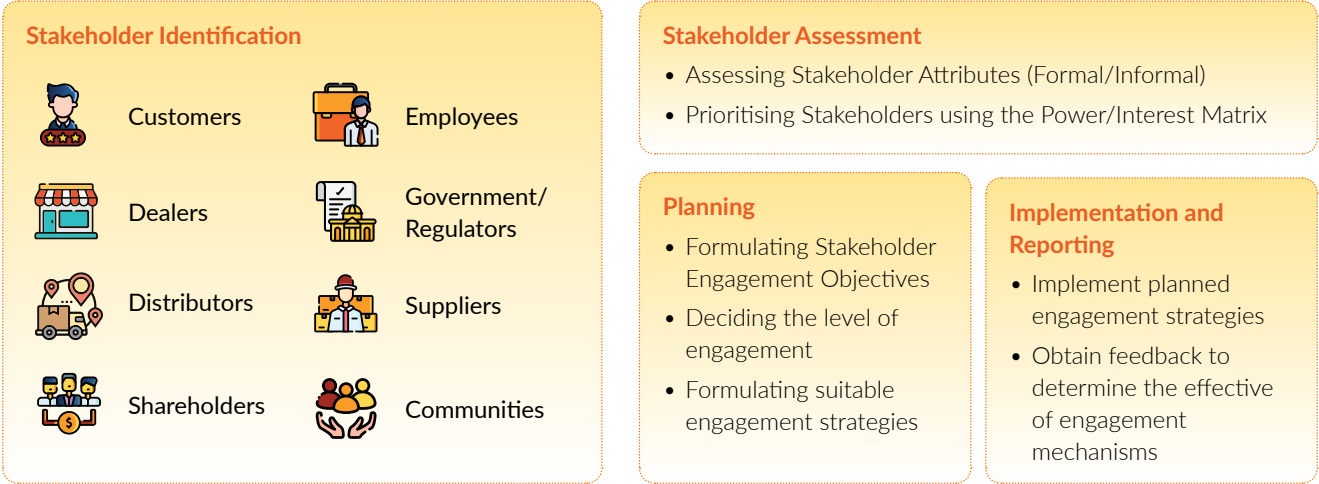 Stakeholder Identification
Customers
Employees
Dealers
Government/
Regulators
Distributors
Suppliers
Shareholders
Communities
Stakeholder Assessment
• Assessing Stakeholder Attributes (Formal/Informal)
• Prioritising Stakeholders using the Power/Interest Matrix
Planning
• Formulating Stakeholder
Engagement Objectives
• Deciding the level of
engagement
• Formulating suitable
engagement strategies
Implementation and
Reporting
• Implement planned
engagement strategies
• Obtain feedback to
determine the effective
of engagement
mechanisms